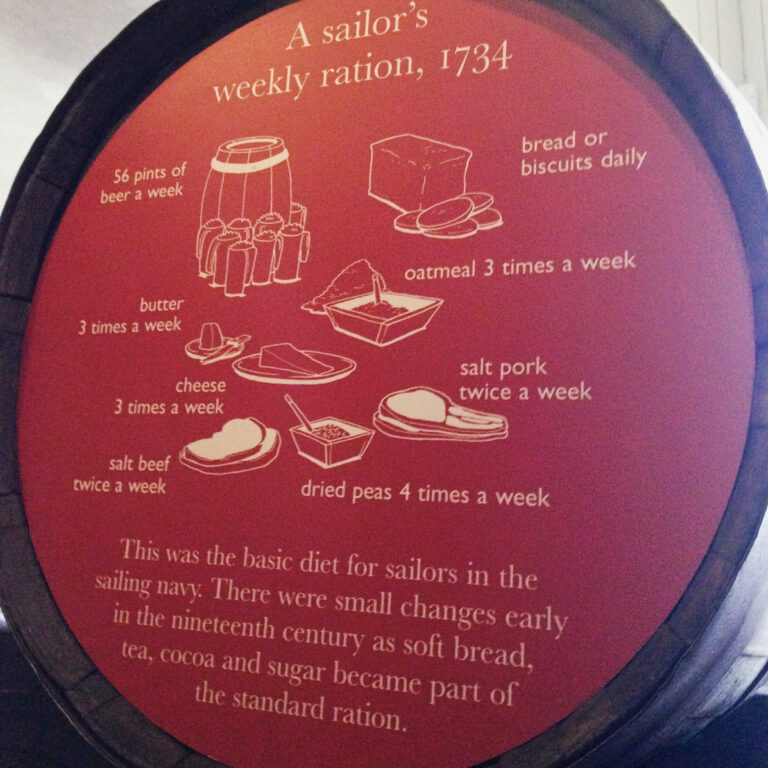 A sailor's
weekly ration, 1734
56 pints of
beer a week
bread or
biscuits daily
oatmeal 3 times a week
butter
3 times a week
cheese
3 times a week
salt pork
twice a week
salt beef
twice a week
dried peas 4 times a week
This was the basic diet for sailors in the
sailing navy. There were small changes early
in the nineteenth century as soft bread,
tea, cocoa and sugar became part of
the standard ration.